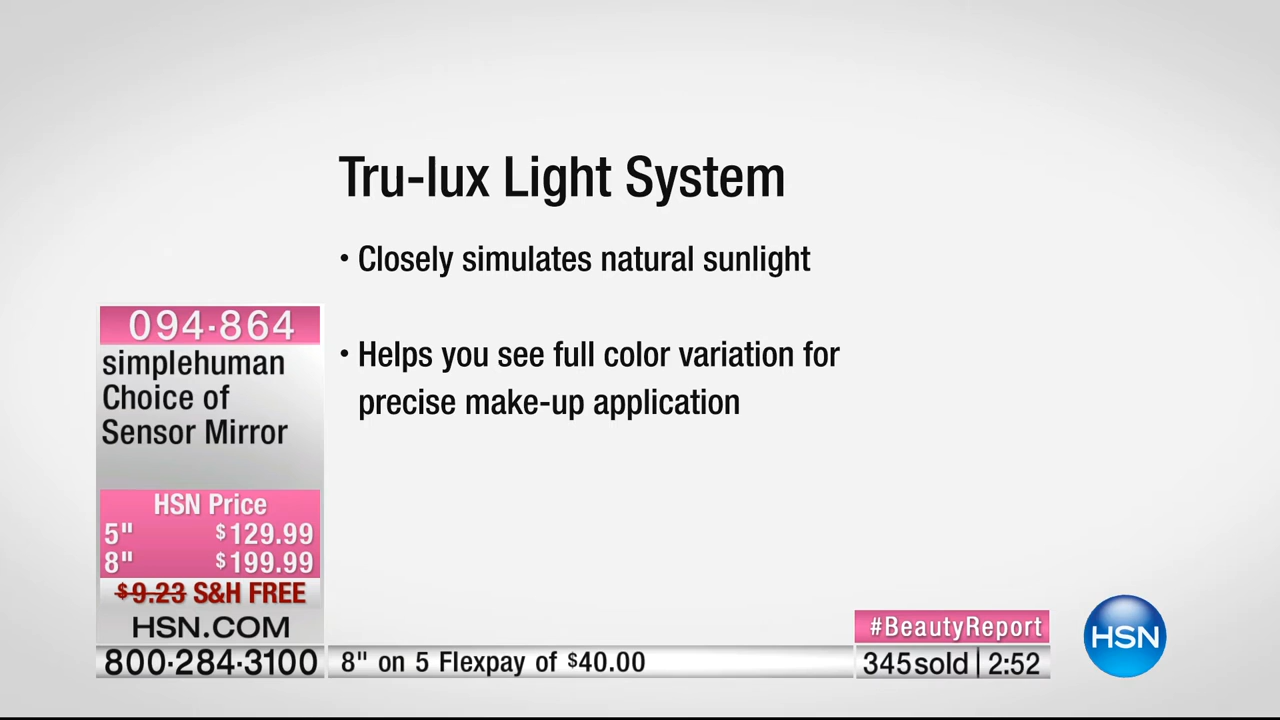 Tru-lux Light System
• Closely simulates natural sunlight
• Helps you see full color variation for
precise make-up application
094·864
simplehuman
Choice of
Sensor Mirror
HSN Price
5" $129.99
8" $199.99
$9.23 S&H FREE
HSN.COM
800·284·3100
8" on 5 Flexpay of $40.00
#BeautyReport
345sold | 2:52
HSN